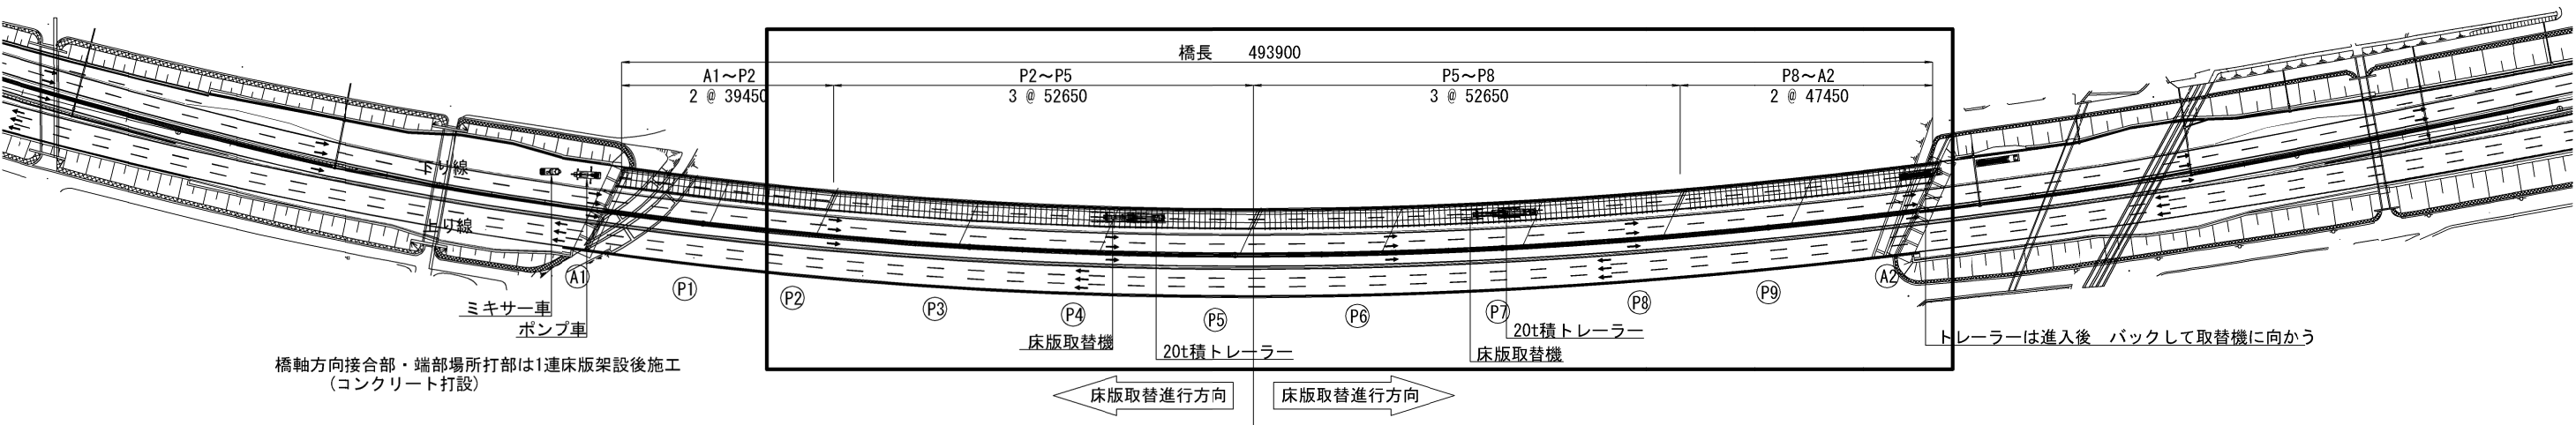 橋長 493900
A1～P2 P2～P5 P5～P8 P8～A2
2 @ 39450 3 @ 52650 3 @ 52650 2 @ 47450
下り線
上り線
A1 P1 P2 P3 P4 P5 P6 P7 P8 P9 A2
ミキサー車
ポンプ車
床版取替機
20t積トレーラー
20t積トレーラー
床版取替機
トレーラーは進入後 バックして取替機に向かう
橋軸方向接合部・端部場所打部は1連床版架設後施工
(コンクリート打設)
床版取替進行方向 床版取替進行方向